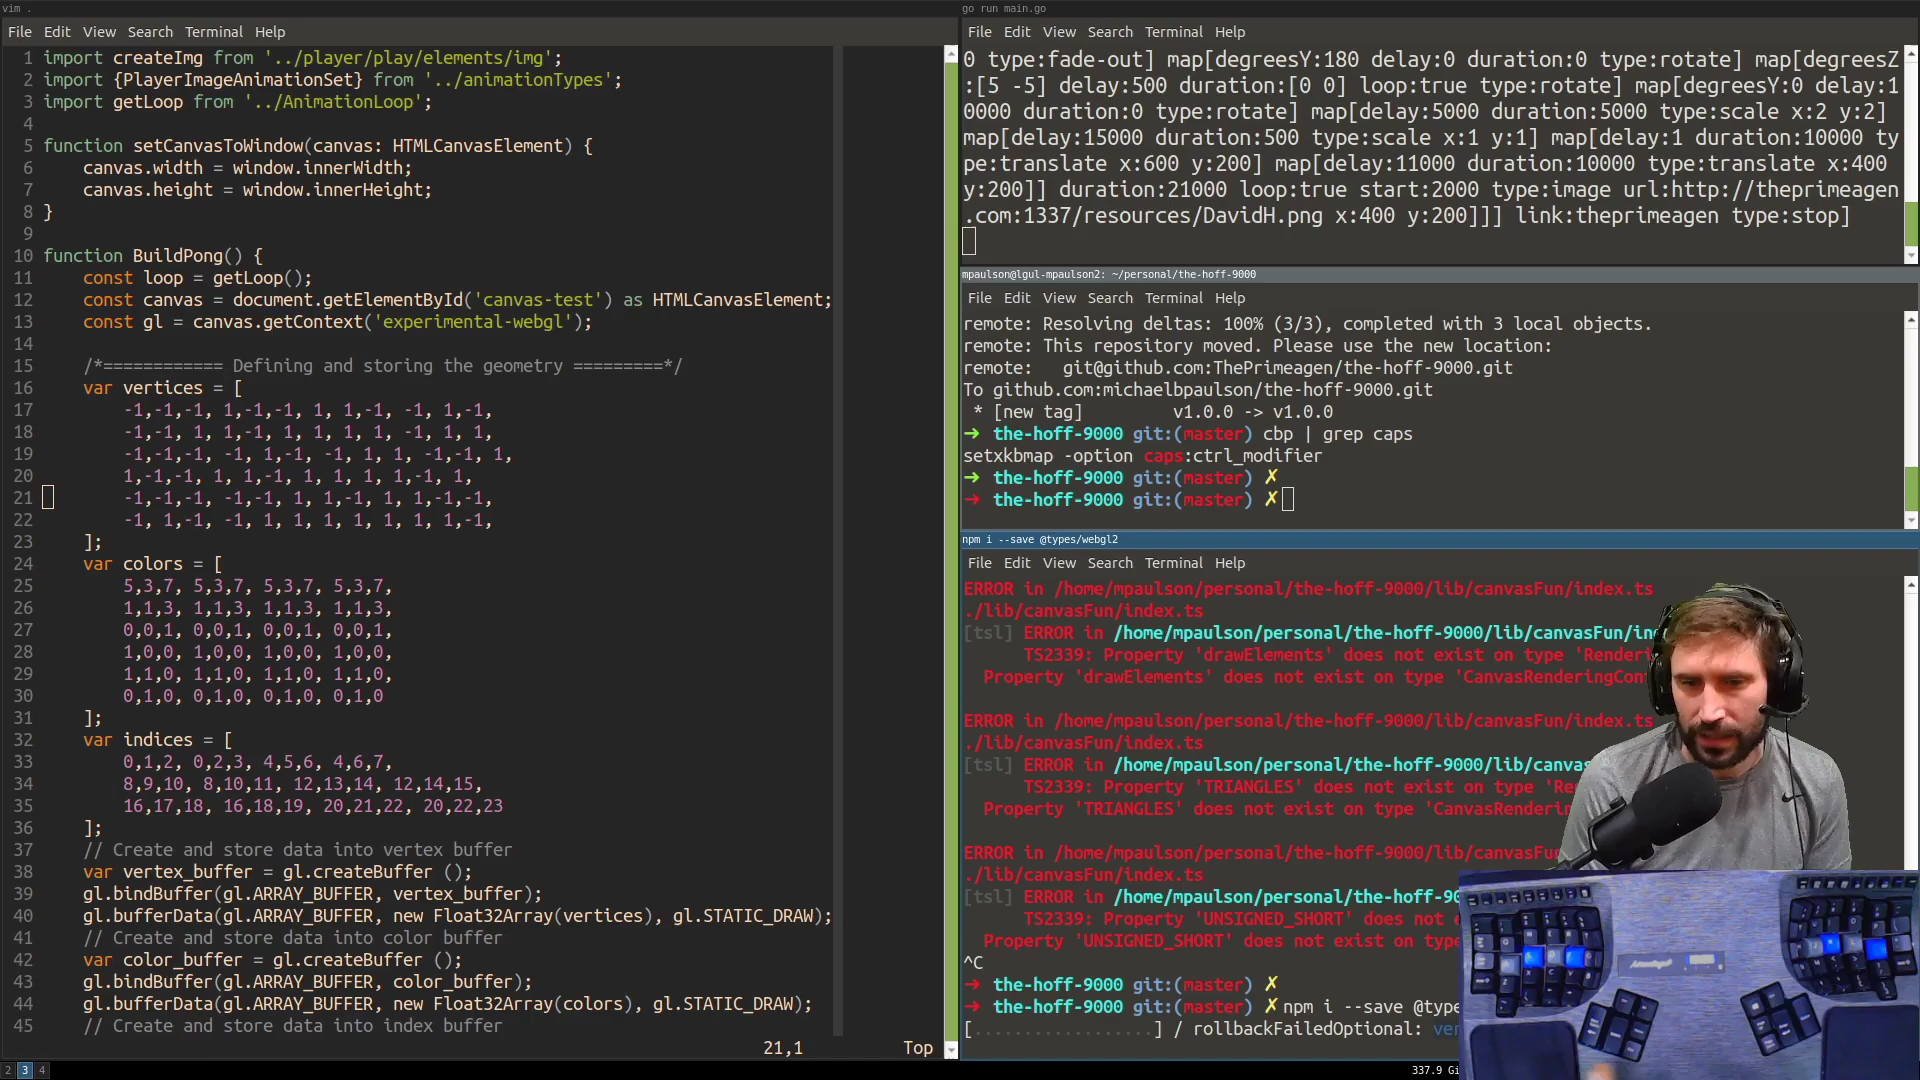 vim .
File Edit View Search Terminal Help
1 import createImg from '../player/play/elements/img';
2 import {PlayerImageAnimationSet} from '../animationTypes';
3 import getLoop from '../AnimationLoop';
4
5 function setCanvasToWindow(canvas: HTMLCanvasElement) {
6 canvas.width = window.innerWidth;
7 canvas.height = window.innerHeight;
8 }
9
10 function BuildPong() {
11 const loop = getLoop();
12 const canvas = document.getElementById('canvas-test') as HTMLCanvasElement;
13 const gl = canvas.getContext('experimental-webgl');
14
15 /*============ Defining and storing the geometry =========*/
16 var vertices = [
17 -1,-1,-1, 1,-1,-1, 1, 1,-1, -1, 1,-1,
18 -1,-1, 1, 1,-1, 1, 1, 1, 1, -1, 1, 1,
19 -1,-1,-1, -1, 1,-1, -1, 1, 1, -1,-1, 1,
20 1,-1,-1, 1, 1,-1, 1, 1, 1, 1,-1, 1,
21 -1,-1,-1, -1,-1, 1, 1,-1, 1, 1,-1,-1,
22 -1, 1,-1, -1, 1, 1, 1, 1, 1, 1, 1,-1,
23 ];
24 var colors = [
25 5,3,7, 5,3,7, 5,3,7, 5,3,7,
26 1,1,3, 1,1,3, 1,1,3, 1,1,3,
27 0,0,1, 0,0,1, 0,0,1, 0,0,1,
28 1,0,0, 1,0,0, 1,0,0, 1,0,0,
29 1,1,0, 1,1,0, 1,1,0, 1,1,0,
30 0,1,0, 0,1,0, 0,1,0, 0,1,0
31 ];
32 var indices = [
33 0,1,2, 0,2,3, 4,5,6, 4,6,7,
34 8,9,10, 8,10,11, 12,13,14, 12,14,15,
35 16,17,18, 16,18,19, 20,21,22, 20,22,23
36 ];
37 // Create and store data into vertex buffer
38 var vertex_buffer = gl.createBuffer ();
39 gl.bindBuffer(gl.ARRAY_BUFFER, vertex_buffer);
40 gl.bufferData(gl.ARRAY_BUFFER, new Float32Array(vertices), gl.STATIC_DRAW);
41 // Create and store data into color buffer
42 var color_buffer = gl.createBuffer ();
43 gl.bindBuffer(gl.ARRAY_BUFFER, color_buffer);
44 gl.bufferData(gl.ARRAY_BUFFER, new Float32Array(colors), gl.STATIC_DRAW);
45 // Create and store data into index buffer
21,1 Top
2 3 4
go run main.go
File Edit View Search Terminal Help
0 type:fade-out] map[degreesY:180 delay:0 duration:0 type:rotate] map[degreesZ
:[5 -5] delay:500 duration:[0 0] loop:true type:rotate] map[degreesY:0 delay:1
0000 duration:0 type:rotate] map[delay:5000 duration:5000 type:scale x:2 y:2]
map[delay:15000 duration:500 type:scale x:1 y:1] map[delay:1 duration:10000 ty
pe:translate x:600 y:200] map[delay:11000 duration:10000 type:translate x:400
y:200]] duration:21000 loop:true start:2000 type:image url:http://theprimeagen
.com:1337/resources/DavidH.png x:400 y:200]]] link:theprimeagen type:stop]
mpaulson@lgul-mpaulson2: ~/personal/the-hoff-9000
File Edit View Search Terminal Help
remote: Resolving deltas: 100% (3/3), completed with 3 local objects.
remote: This repository moved. Please use the new location:
remote: git@github.com:ThePrimeagen/the-hoff-9000.git
To github.com:michaelbpaulson/the-hoff-9000.git
* [new tag] v1.0.0 -> v1.0.0
➜ the-hoff-9000 git:(master) cbp | grep caps
setxkbmap -option caps:ctrl_modifier
➜ the-hoff-9000 git:(master) ✗
➜ the-hoff-9000 git:(master) ✗
npm i --save @types/webgl2
File Edit View Search Terminal Help
ERROR in /home/mpaulson/personal/the-hoff-9000/lib/canvasFun/index.ts
./lib/canvasFun/index.ts
[tsl] ERROR in /home/mpaulson/personal/the-hoff-9000/lib/canvasFun/in
TS2339: Property 'drawElements' does not exist on type 'Renderi
Property 'drawElements' does not exist on type 'CanvasRenderingCon
ERROR in /home/mpaulson/personal/the-hoff-9000/lib/canvasFun/index.ts
./lib/canvasFun/index.ts
[tsl] ERROR in /home/mpaulson/personal/the-hoff-9000/lib/canvas
TS2339: Property 'TRIANGLES' does not exist on type 'Re
Property 'TRIANGLES' does not exist on type 'CanvasRendering
ERROR in /home/mpaulson/personal/the-hoff-9000/lib/canvasFu
./lib/canvasFun/index.ts
[tsl] ERROR in /home/mpaulson/personal/the-hoff-9000/l
TS2339: Property 'UNSIGNED_SHORT' does not e
Property 'UNSIGNED_SHORT' does not exist on type
^C
➜ the-hoff-9000 git:(master) ✗
➜ the-hoff-9000 git:(master) ✗ npm i --save @type
[..................] / rollbackFailedOptional: ver
337.9 Gi